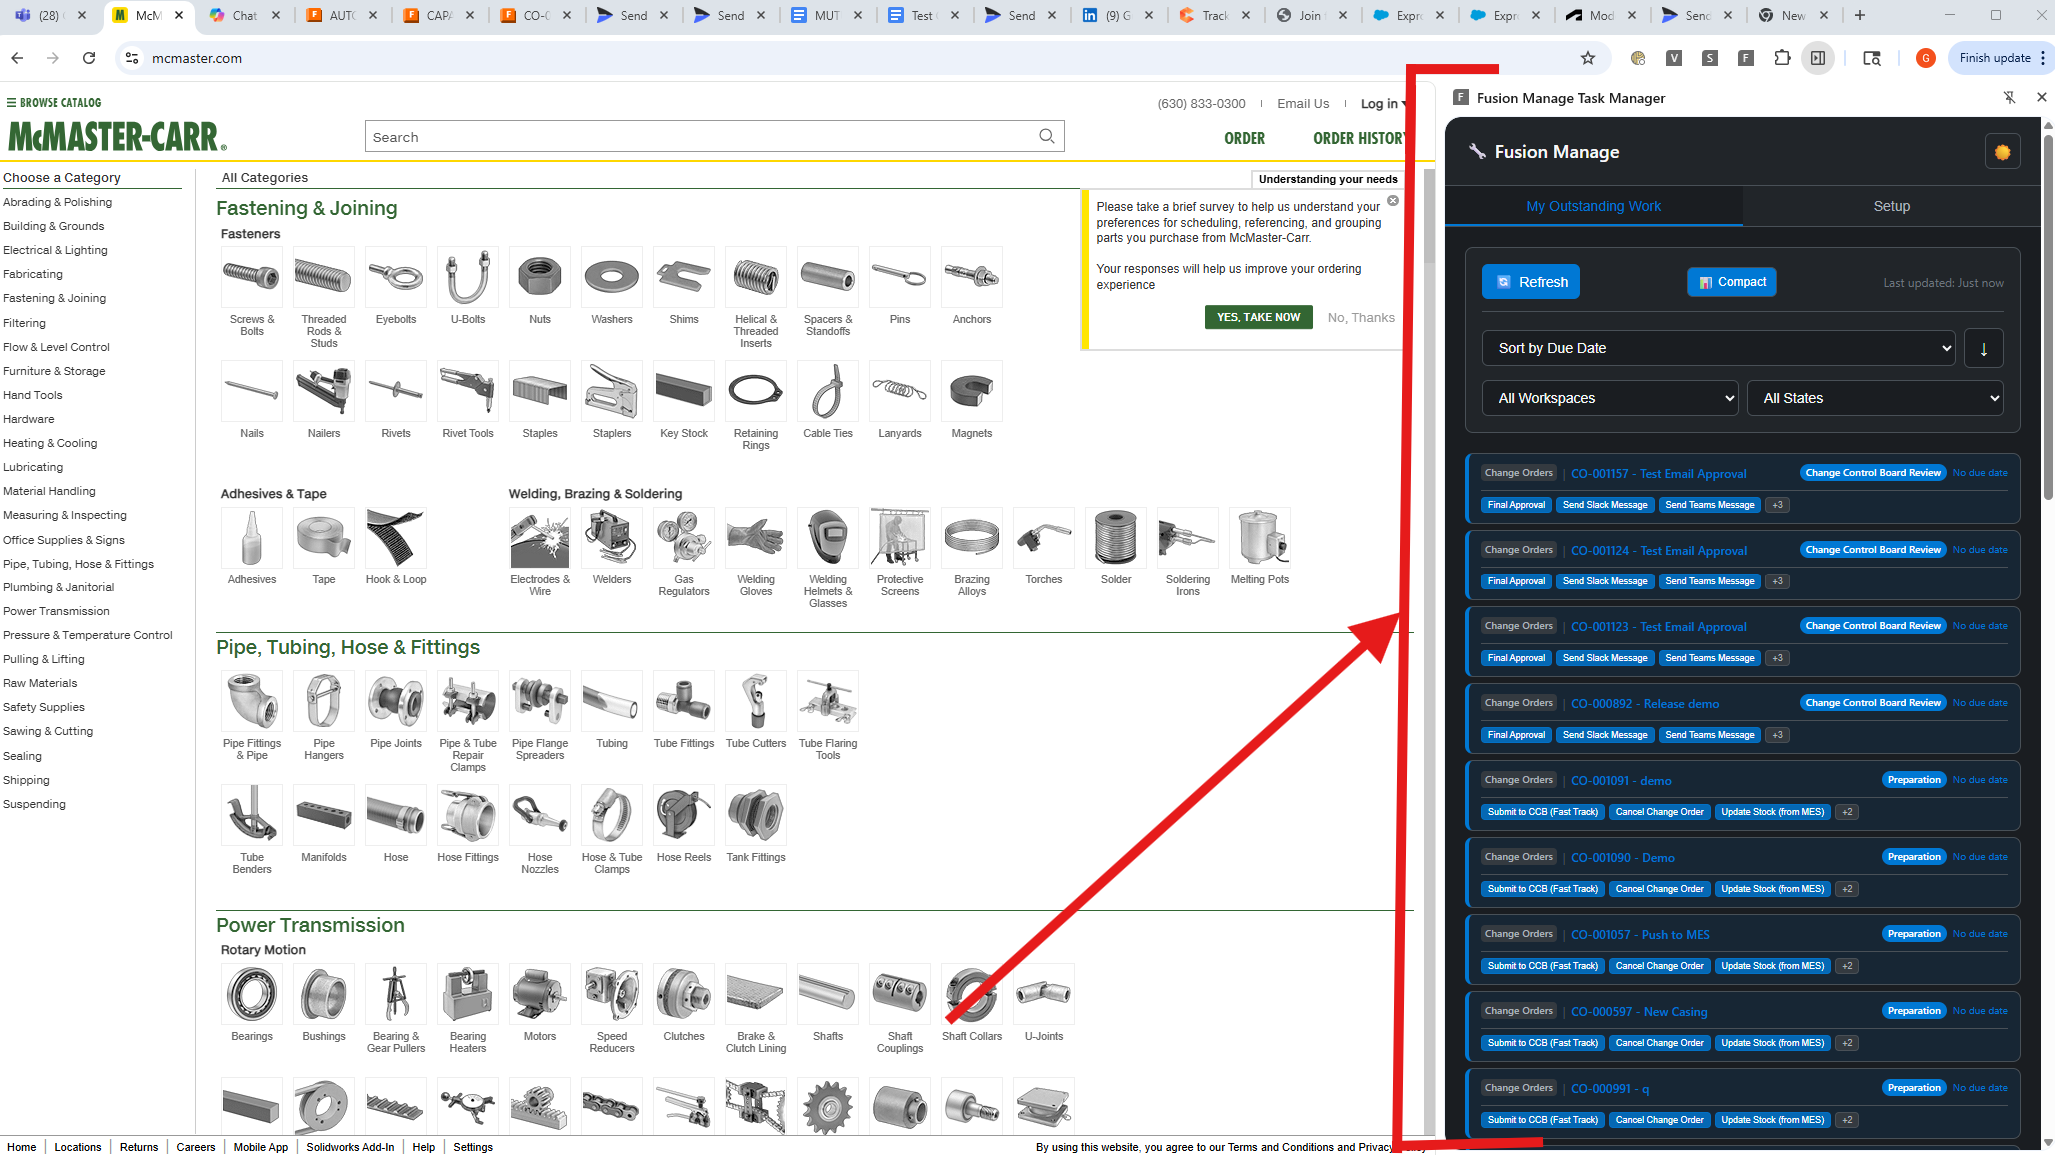 (28)
McM
Chat
AUT
CAPA
CO-0
Send
Send
MUT
Test
Send
(9) G
Track
Join
Expre
Expre
Mod
Send
New
mcmaster.com
V
S
F
G
Finish update
BROWSE CATALOG
McMASTER-CARR®
Search
(630) 833-0300
Email Us
Log in
ORDER
ORDER HISTORY
Choose a Category
Abrading & Polishing
Building & Grounds
Electrical & Lighting
Fabricating
Fastening & Joining
Filtering
Flow & Level Control
Furniture & Storage
Hand Tools
Hardware
Heating & Cooling
Lubricating
Material Handling
Measuring & Inspecting
Office Supplies & Signs
Pipe, Tubing, Hose & Fittings
Plumbing & Janitorial
Power Transmission
Pressure & Temperature Control
Pulling & Lifting
Raw Materials
Safety Supplies
Sawing & Cutting
Sealing
Shipping
Suspending
All Categories
Fastening & Joining
Fasteners
Screws &
Bolts
Threaded
Rods &
Studs
Eyebolts
U-Bolts
Nuts
Washers
Shims
Helical &
Threaded
Inserts
Spacers &
Standoffs
Pins
Anchors
Nails
Nailers
Rivets
Rivet Tools
Staples
Staplers
Key Stock
Retaining
Rings
Cable Ties
Lanyards
Magnets
Adhesives & Tape
Adhesives
Tape
Hook & Loop
Welding, Brazing & Soldering
Electrodes &
Wire
Welders
Gas
Regulators
Welding
Gloves
Welding
Helmets &
Glasses
Protective
Screens
Brazing
Alloys
Torches
Solder
Soldering
Irons
Melting Pots
Pipe, Tubing, Hose & Fittings
Pipe Fittings
& Pipe
Pipe
Hangers
Pipe Joints
Pipe & Tube
Repair
Clamps
Pipe Flange
Spreaders
Tubing
Tube Fittings
Tube Cutters
Tube Flaring
Tools
Tube
Benders
Manifolds
Hose
Hose Fittings
Hose
Nozzles
Hose & Tube
Clamps
Hose Reels
Tank Fittings
Power Transmission
Rotary Motion
Bearings
Bushings
Bearing &
Gear Pullers
Bearing
Heaters
Motors
Speed
Reducers
Clutches
Brake &
Clutch Lining
Shafts
Shaft
Couplings
Shaft Collars
U-Joints
Understanding your needs
Please take a brief survey to help us understand your
preferences for scheduling, referencing, and grouping
parts you purchase from McMaster-Carr.
Your responses will help us improve your ordering
experience
YES, TAKE NOW
No, Thanks
Home
Locations
Returns
Careers
Mobile App
Solidworks Add-In
Help
Settings
By using this website, you agree to our Terms and Conditions and Privacy
F Fusion Manage Task Manager
Fusion Manage
My Outstanding Work
Setup
Refresh
Compact
Last updated: Just now
Sort by Due Date
↓
All Workspaces
All States
Change Orders | CO-001157 - Test Email Approval Change Control Board Review No due date
Final Approval Send Slack Message Send Teams Message +3
Change Orders | CO-001124 - Test Email Approval Change Control Board Review No due date
Final Approval Send Slack Message Send Teams Message +3
Change Orders | CO-001123 - Test Email Approval Change Control Board Review No due date
Final Approval Send Slack Message Send Teams Message +3
Change Orders | CO-000892 - Release demo Change Control Board Review No due date
Final Approval Send Slack Message Send Teams Message +3
Change Orders | CO-001091 - demo Preparation No due date
Submit to CCB (Fast Track) Cancel Change Order Update Stock (from MES) +2
Change Orders | CO-001090 - Demo Preparation No due date
Submit to CCB (Fast Track) Cancel Change Order Update Stock (from MES) +2
Change Orders | CO-001057 - Push to MES Preparation No due date
Submit to CCB (Fast Track) Cancel Change Order Update Stock (from MES) +2
Change Orders | CO-000597 - New Casing Preparation No due date
Submit to CCB (Fast Track) Cancel Change Order Update Stock (from MES) +2
Change Orders | CO-000991 - q Preparation No due date
Submit to CCB (Fast Track) Cancel Change Order Update Stock (from MES) +2